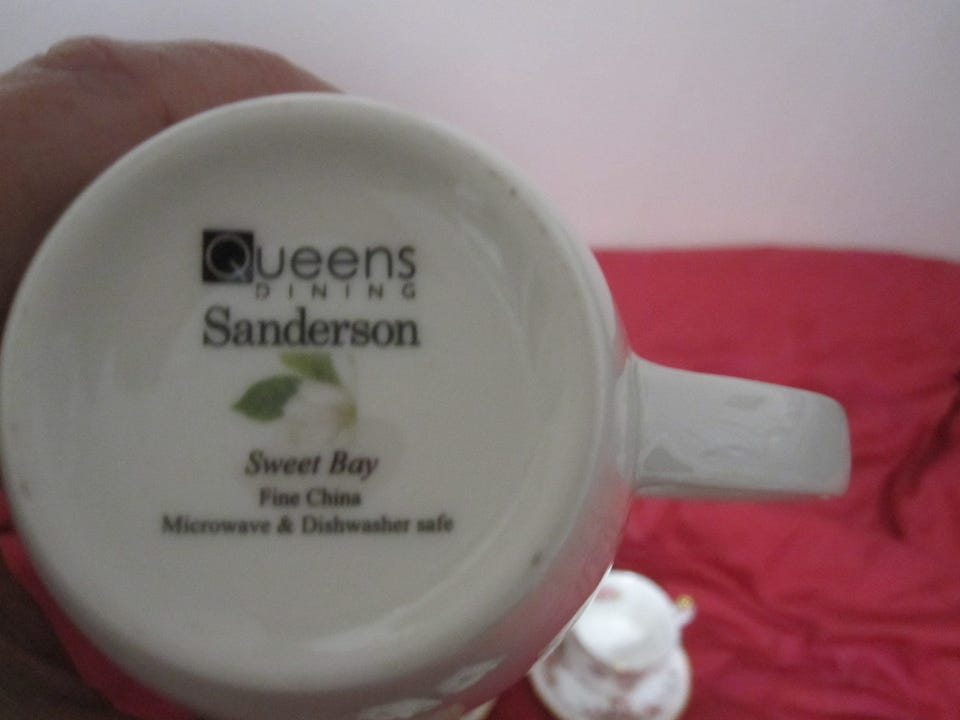 Queens
DINING
Sanderson
Sweet Bay
Fine China
Microwave & Dishwasher safe